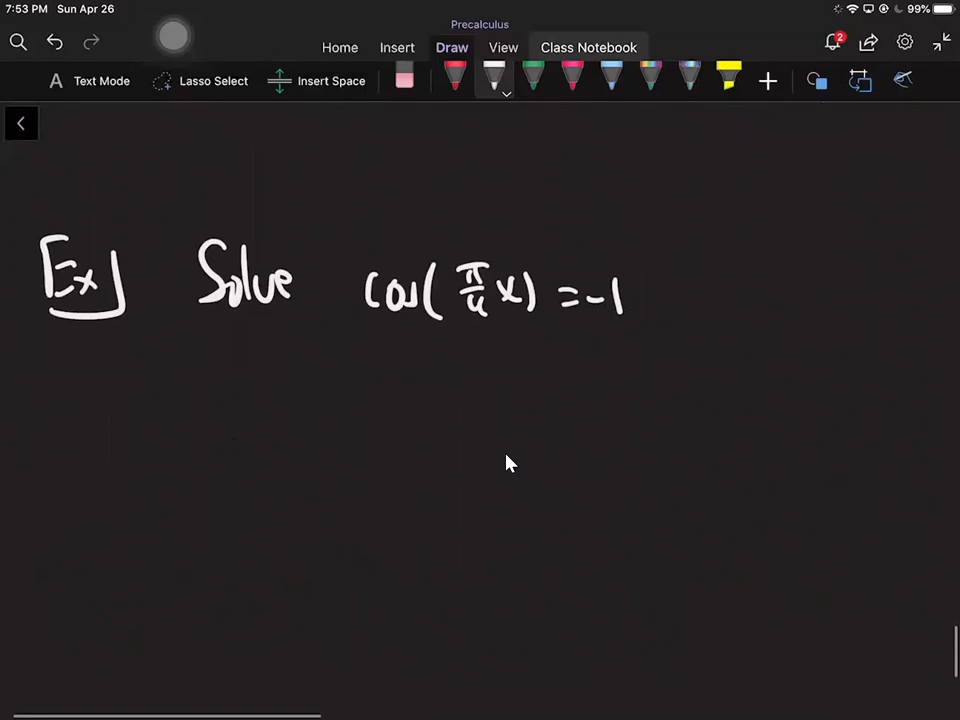 7:53 PM Sun Apr 26 99%
Precalculus
Home Insert Draw View Class Notebook 2
Text Mode Lasso Select Insert Space
[Ex] Solve cos(π/4 x) = -1